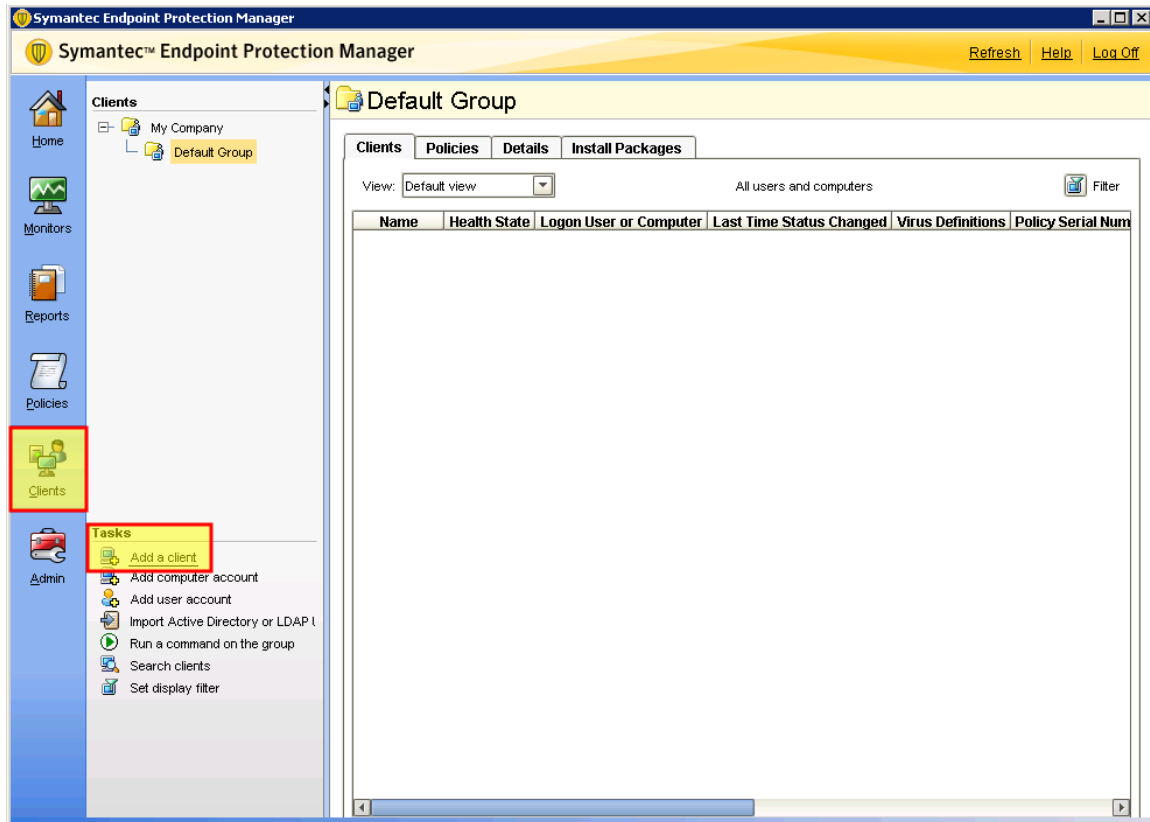 Symantec Endpoint Protection Manager
Symantec™ Endpoint Protection Manager
Refresh Help Log Off
Home
Monitors
Reports
Policies
Clients
Admin
Clients
My Company
Default Group
Tasks
Add a client
Add computer account
Add user account
Import Active Directory or LDAP
Run a command on the group
Search clients
Set display filter
Default Group
Clients Policies Details Install Packages
View: Default view All users and computers Filter
Name Health State Logon User or Computer Last Time Status Changed Virus Definitions Policy Serial Num